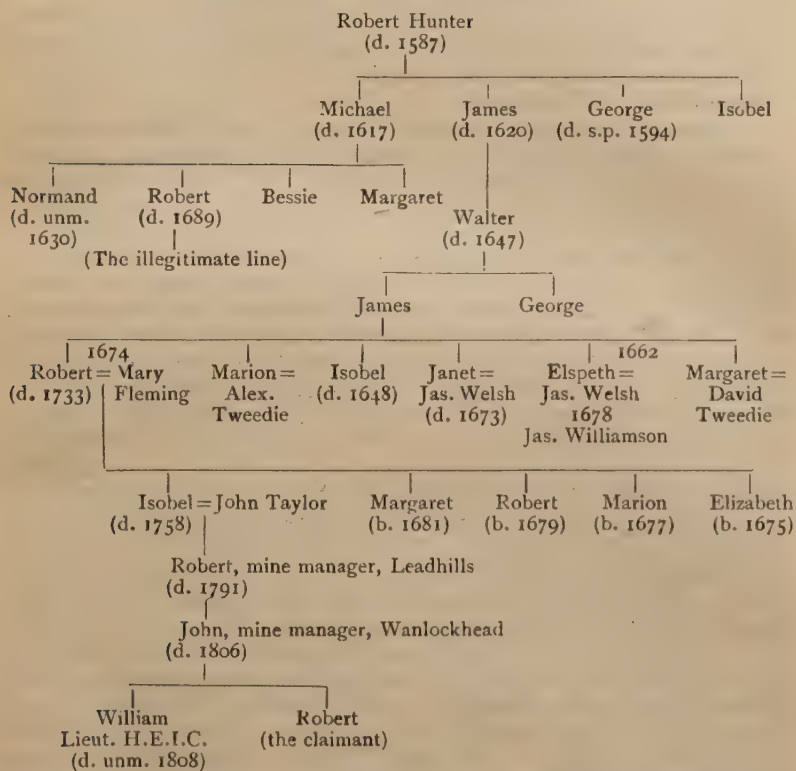 Robert Hunter
(d. 1587)
Michael James George Isobel
(d. 1617) (d. 1620) (d. s.p. 1594)
Normand Robert Bessie Margaret
(d. unm. (d. 1689)
1630)
Walter
(d. 1647)
(The illegitimate line)
James George
1674 1662
Robert = Mary Marion = Isobel Janet = Elspeth = Margaret =
(d. 1733) Fleming Alex. (d. 1648) Jas. Welsh Jas. Welsh David
Tweedie (d. 1673) 1678 Tweedie
Jas. Williamson
Isobel = John Taylor Margaret Robert Marion Elizabeth
(d. 1758) (b. 1681) (b. 1679) (b. 1677) (b. 1675)
Robert, mine manager, Leadhills
(d. 1791)
John, mine manager, Wanlockhead
(d. 1806)
William Robert
Lieut. H.E.I.C. (the claimant)
(d. unm. 1808)